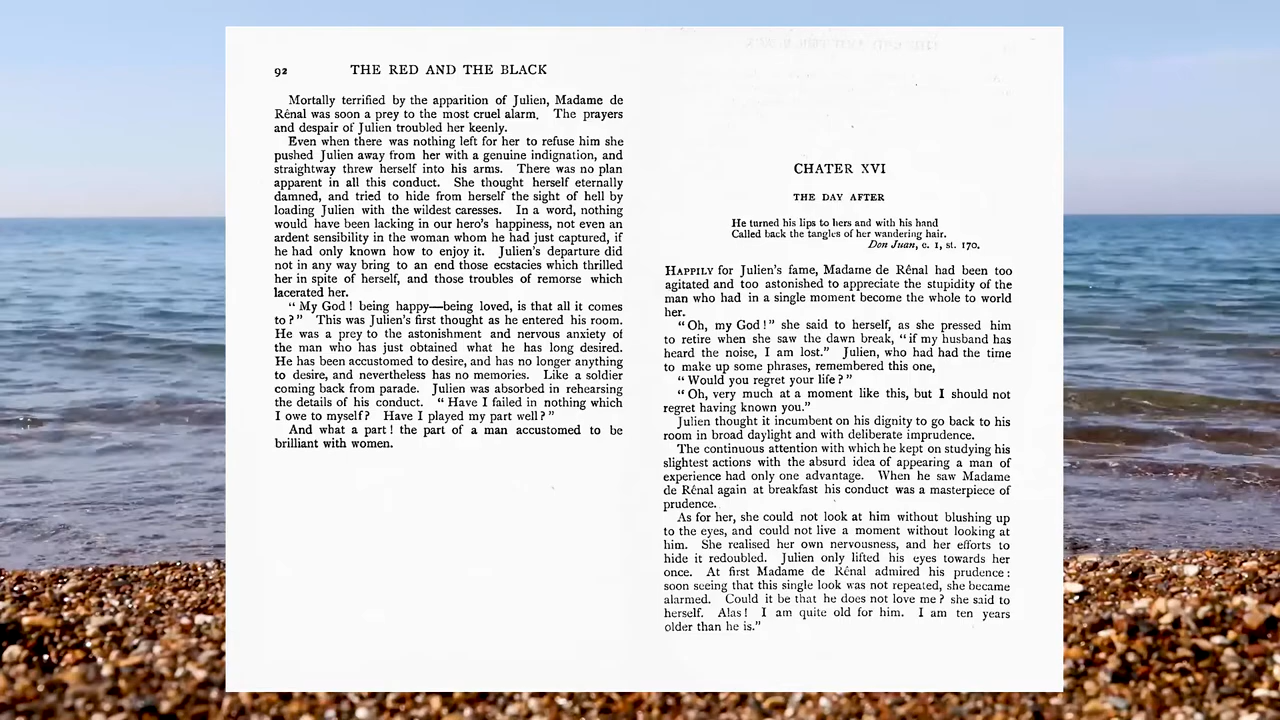 92 THE RED AND THE BLACK
Mortally terrified by the apparition of Julien, Madame de
Rénal was soon a prey to the most cruel alarm. The prayers
and despair of Julien troubled her keenly.
Even when there was nothing left for her to refuse him she
pushed Julien away from her with a genuine indignation, and
straightway threw herself into his arms. There was no plan
apparent in all this conduct. She thought herself eternally
damned, and tried to hide from herself the sight of hell by
loading Julien with the wildest caresses. In a word, nothing
would have been lacking in our hero's happiness, not even an
ardent sensibility in the woman whom he had just captured, if
he had only known how to enjoy it. Julien's departure did
not in any way bring to an end those ecstacies which thrilled
her in spite of herself, and those troubles of remorse which
lacerated her.
"My God! being happy—being loved, is that all it comes
to?" This was Julien's first thought as he entered his room.
He was a prey to the astonishment and nervous anxiety of
the man who has just obtained what he has long desired.
He has been accustomed to desire, and has no longer anything
to desire, and nevertheless has no memories. Like a soldier
coming back from parade. Julien was absorbed in rehearsing
the details of his conduct. "Have I failed in nothing which
I owe to myself? Have I played my part well?"
And what a part! the part of a man accustomed to be
brilliant with women.
CHATER XVI
THE DAY AFTER
He turned his lips to hers and with his hand
Called back the tangles of her wandering hair.
Don Juan, c. 1, st. 170.
HAPPILY for Julien's fame, Madame de Rénal had been too
agitated and too astonished to appreciate the stupidity of the
man who had in a single moment become the whole to world
her.
"Oh, my God!" she said to herself, as she pressed him
to retire when she saw the dawn break, "if my husband has
heard the noise, I am lost." Julien, who had had the time
to make up some phrases, remembered this one,
"Would you regret your life?"
"Oh, very much at a moment like this, but I should not
regret having known you."
Julien thought it incumbent on his dignity to go back to his
room in broad daylight and with deliberate imprudence.
The continuous attention with which he kept on studying his
slightest actions with the absurd idea of appearing a man of
experience had only one advantage. When he saw Madame
de Rénal again at breakfast his conduct was a masterpiece of
prudence.
As for her, she could not look at him without blushing up
to the eyes, and could not live a moment without looking at
him. She realised her own nervousness, and her efforts to
hide it redoubled. Julien only lifted his eyes towards her
once. At first Madame de Rénal admired his prudence:
soon seeing that this single look was not repeated, she became
alarmed. Could it be that he does not love me? she said to
herself. Alas! I am quite old for him. I am ten years
older than he is."